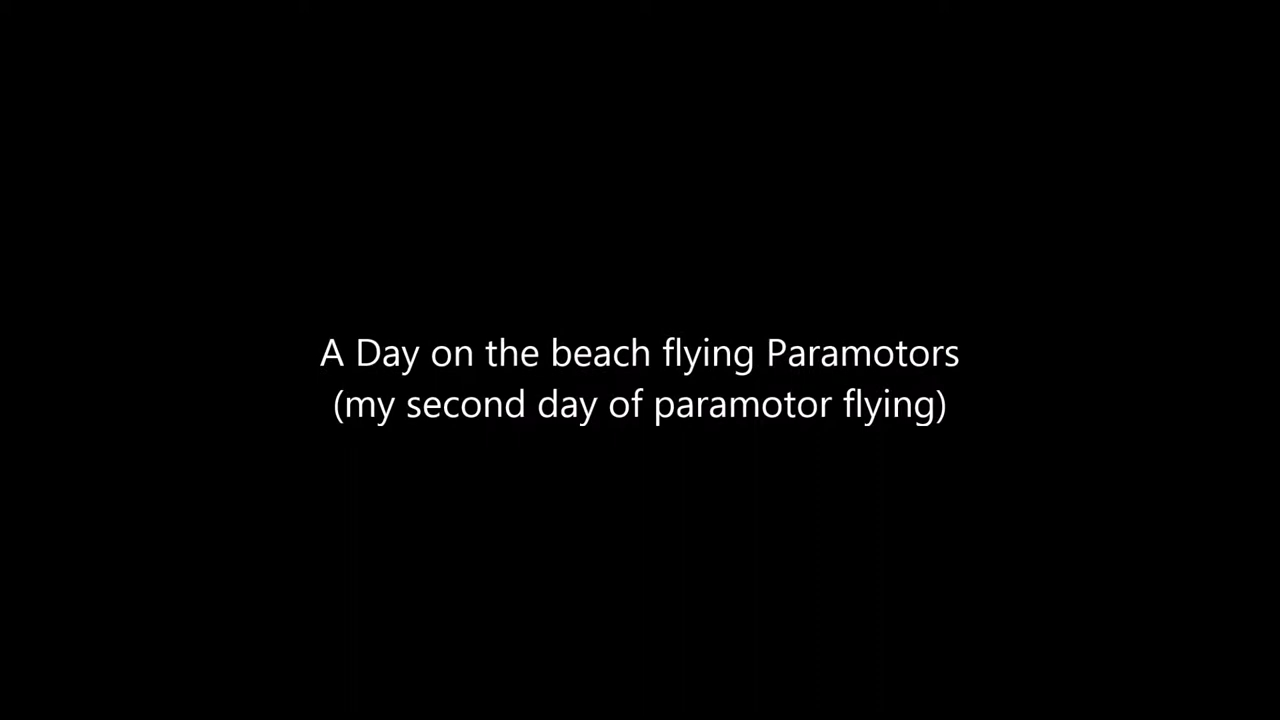 A Day on the beach flying Paramotors
(my second day of paramotor flying)